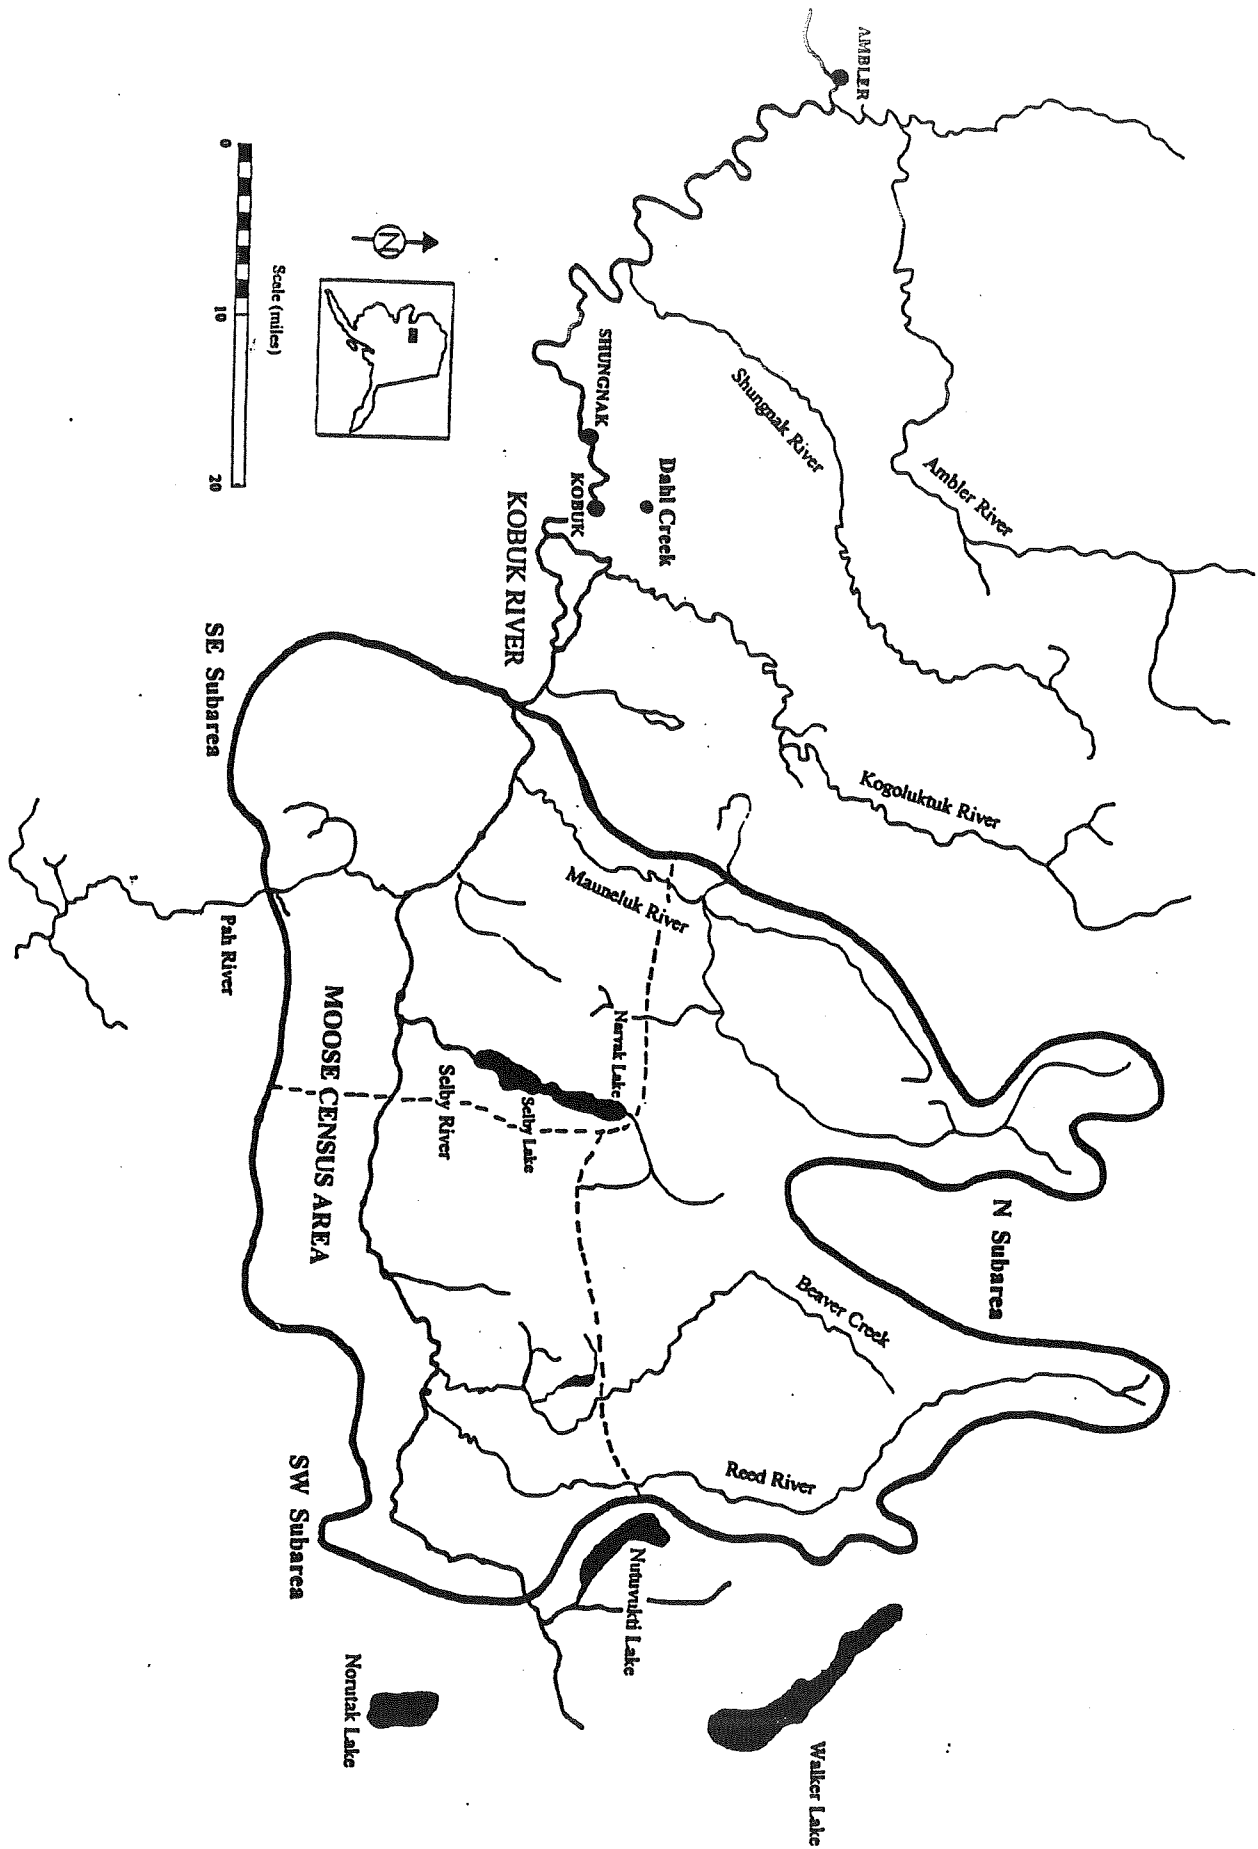 AMBLER
Ambler River
Shungnak River
Kogoluktuk River
Dahl Creek
SHUNGNAK
KOBUK
KOBUK RIVER
Mauneluk River
Narvak Lake
Selby Lake
Selby River
N Subarea
Beaver Creek
Reed River
Walker Lake
Nutuvukti Lake
Norutak Lake
MOOSE CENSUS AREA
Pah River
SE Subarea
SW Subarea
N
Scale (miles)
0 10 20